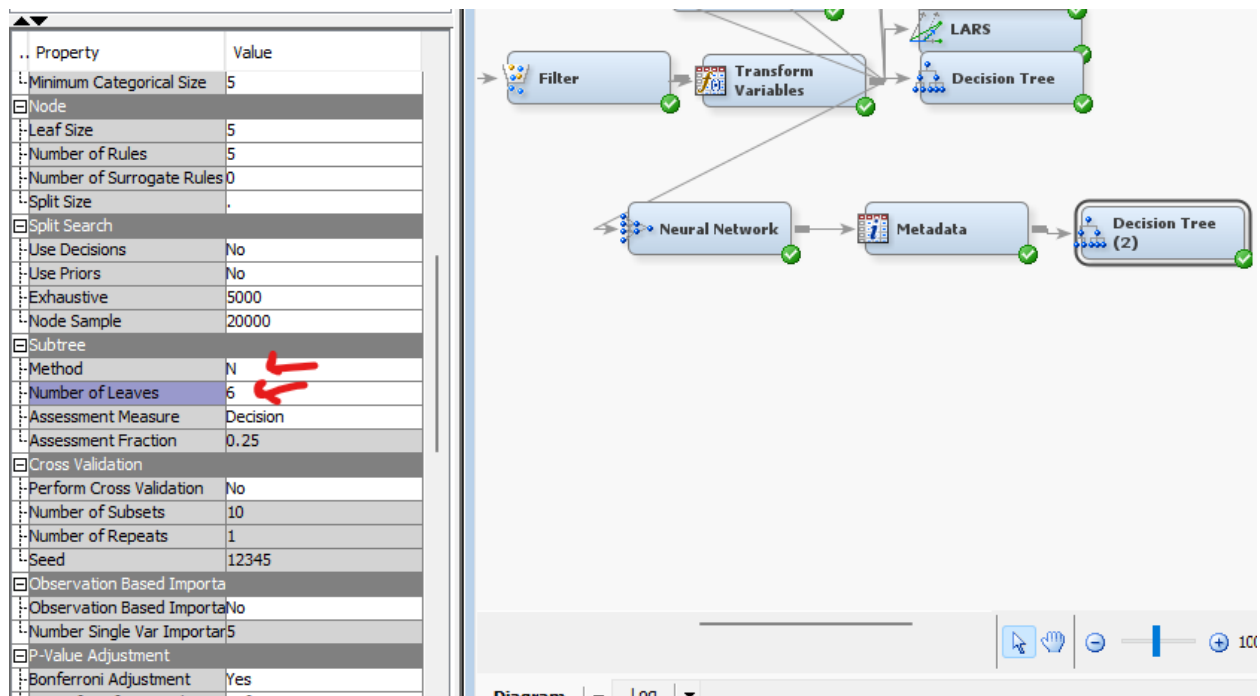 .. Property Value
Minimum Categorical Size 5
Node
Leaf Size 5
Number of Rules 5
Number of Surrogate Rules 0
Split Size .
Split Search
Use Decisions No
Use Priors No
Exhaustive 5000
Node Sample 20000
Subtree
Method N
Number of Leaves 6
Assessment Measure Decision
Assessment Fraction 0.25
Cross Validation
Perform Cross Validation No
Number of Subsets 10
Number of Repeats 1
Seed 12345
Observation Based Importa
Observation Based Importa No
Number Single Var Importan 5
P-Value Adjustment
Bonferroni Adjustment Yes
LARS
Filter
Transform
Variables
Decision Tree
Neural Network
Metadata
Decision Tree
(2)
100
Diagram Log